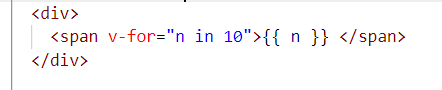 <div>
<span v-for="n in 10">{{ n }} </span>
</div>